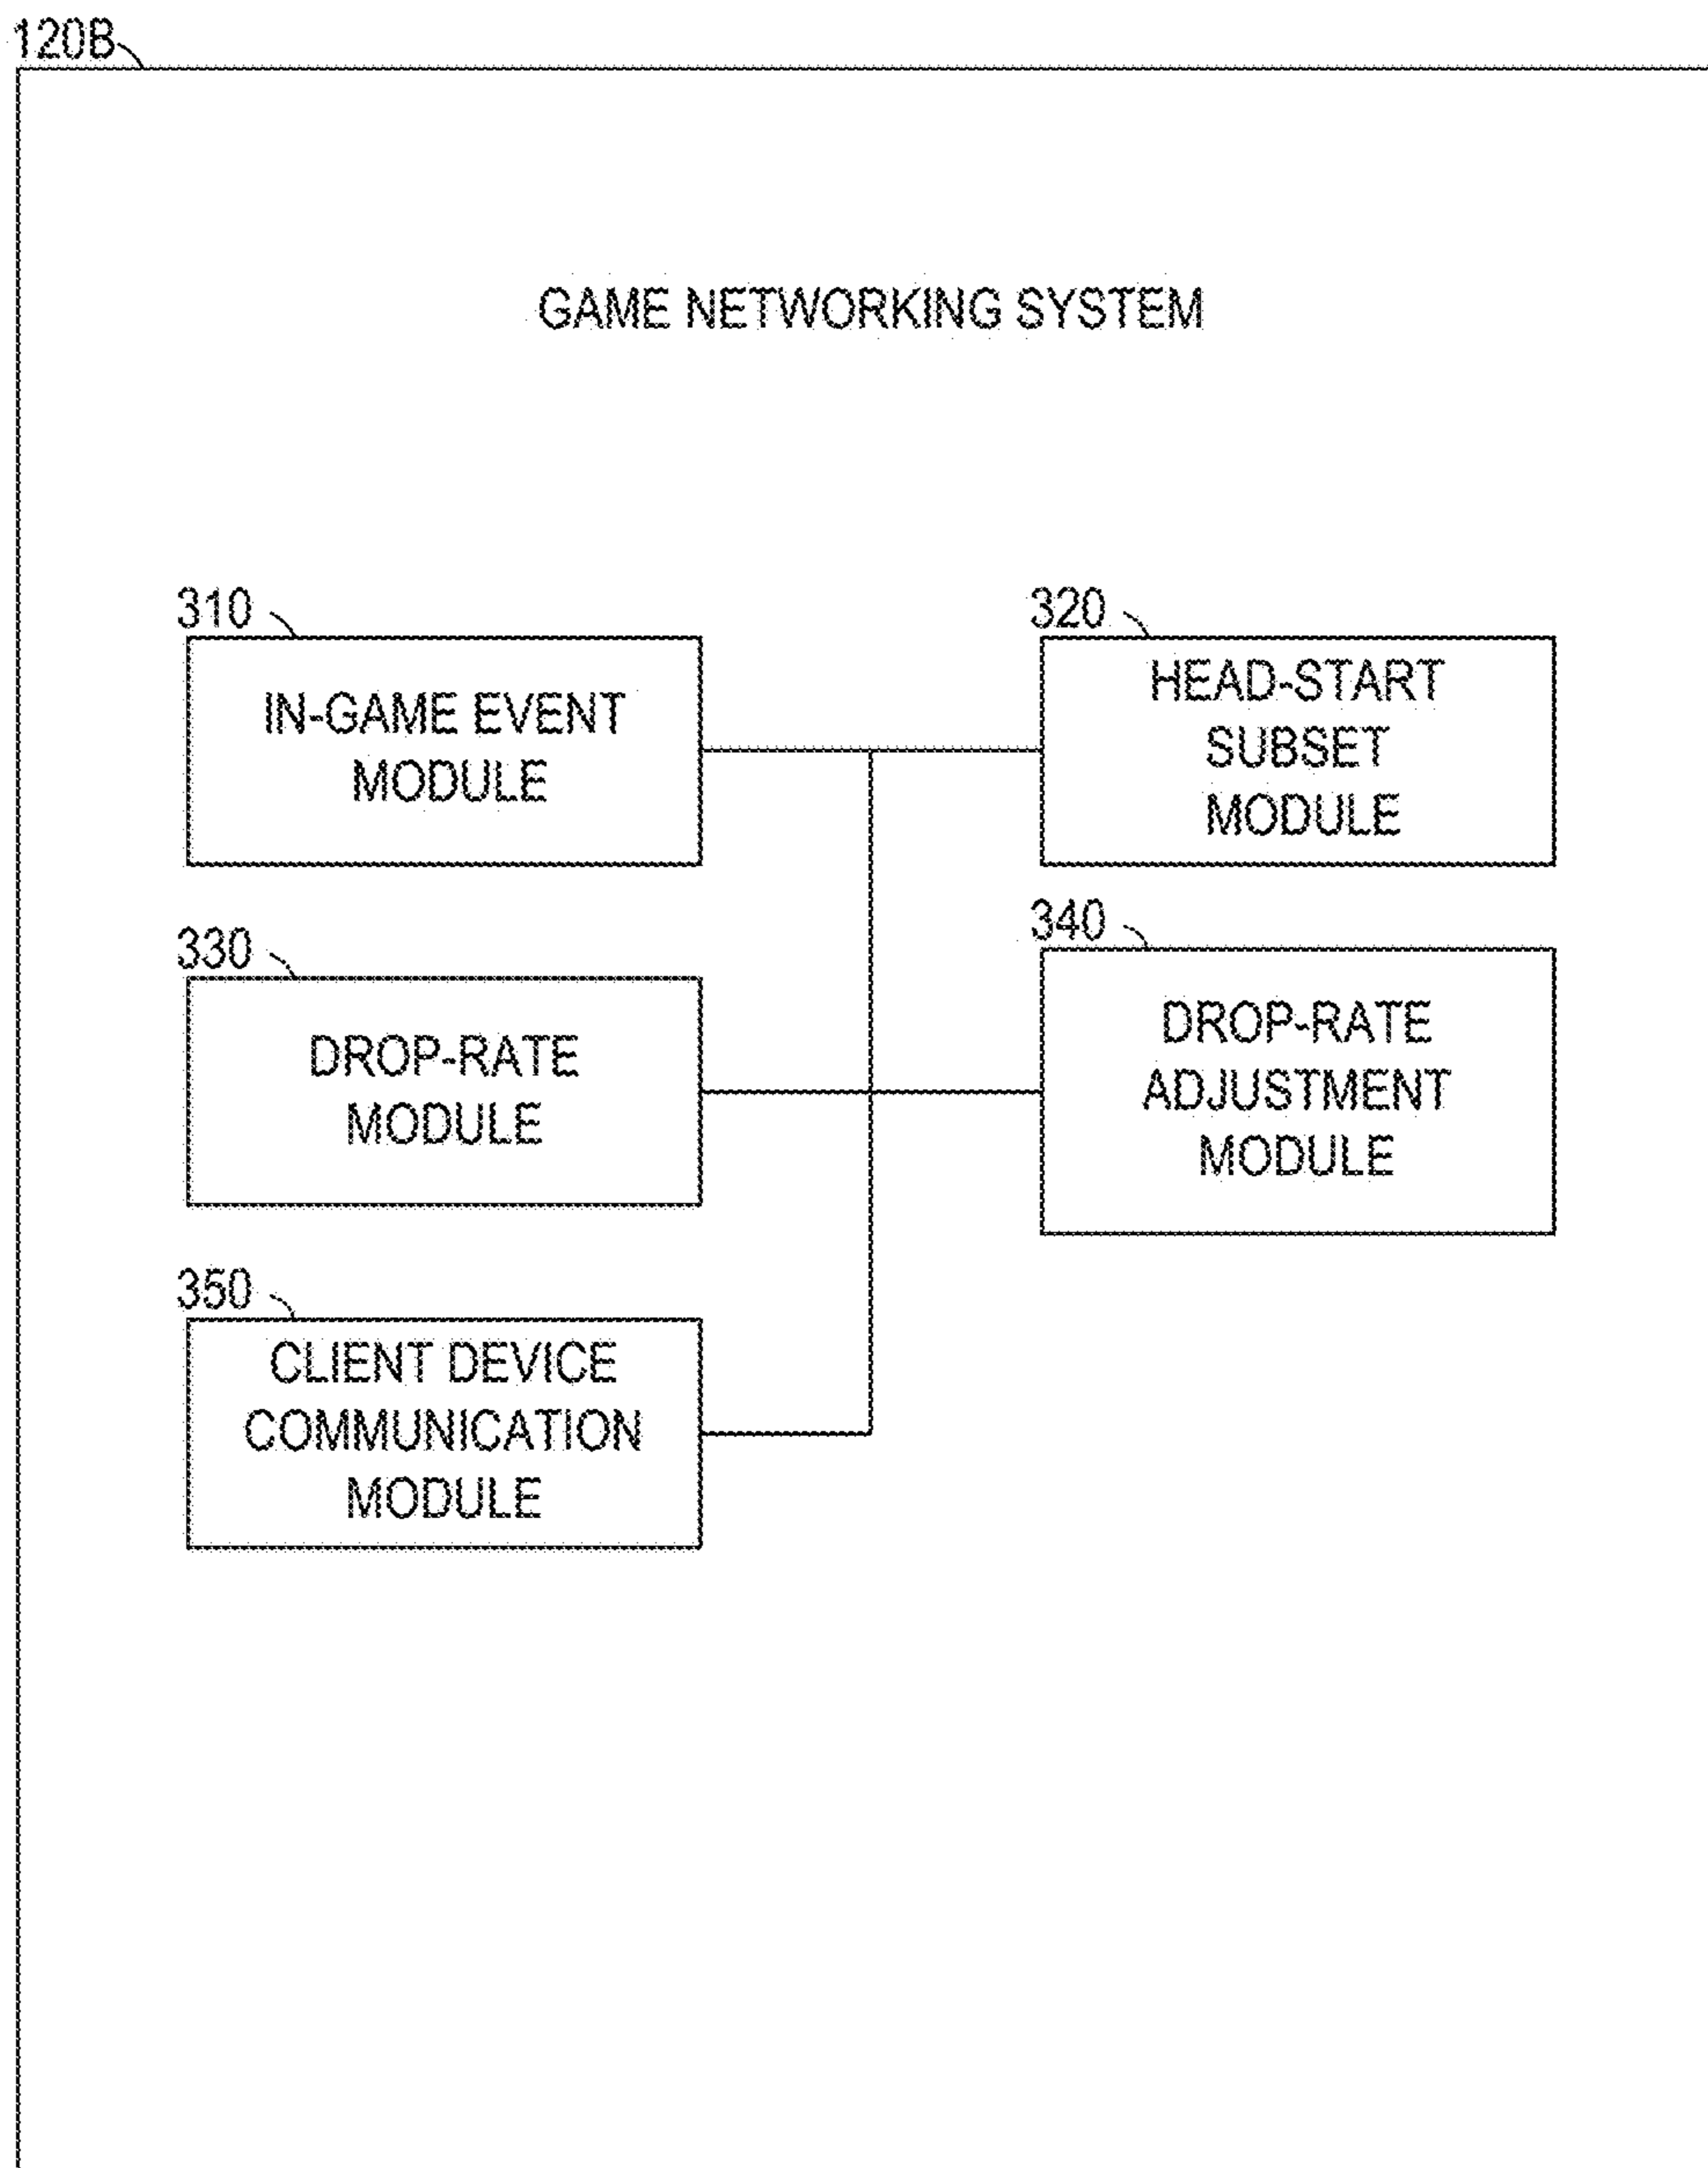 120B
GAME NETWORKING SYSTEM
310
IN-GAME EVENT
MODULE
320
HEAD-START
SUBSET
MODULE
330
DROP-RATE
MODULE
340
DROP-RATE
ADJUSTMENT
MODULE
350
CLIENT DEVICE
COMMUNICATION
MODULE